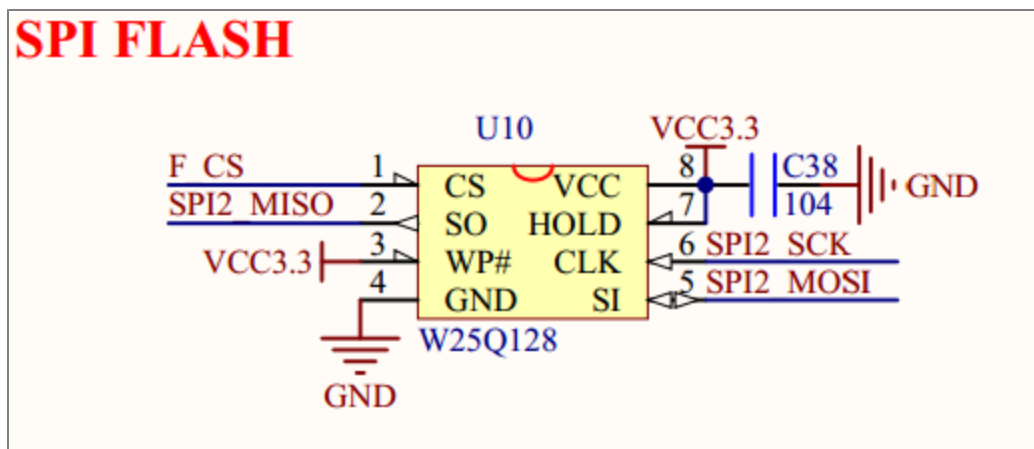 SPI FLASH
U10
VCC3.3
F_CS 1 CS VCC 8 C38
SPI2_MISO 2 SO HOLD 7 104 GND
VCC3.3 3 WP# CLK 6 SPI2_SCK
4 GND SI 5 SPI2_MOSI
W25Q128
GND